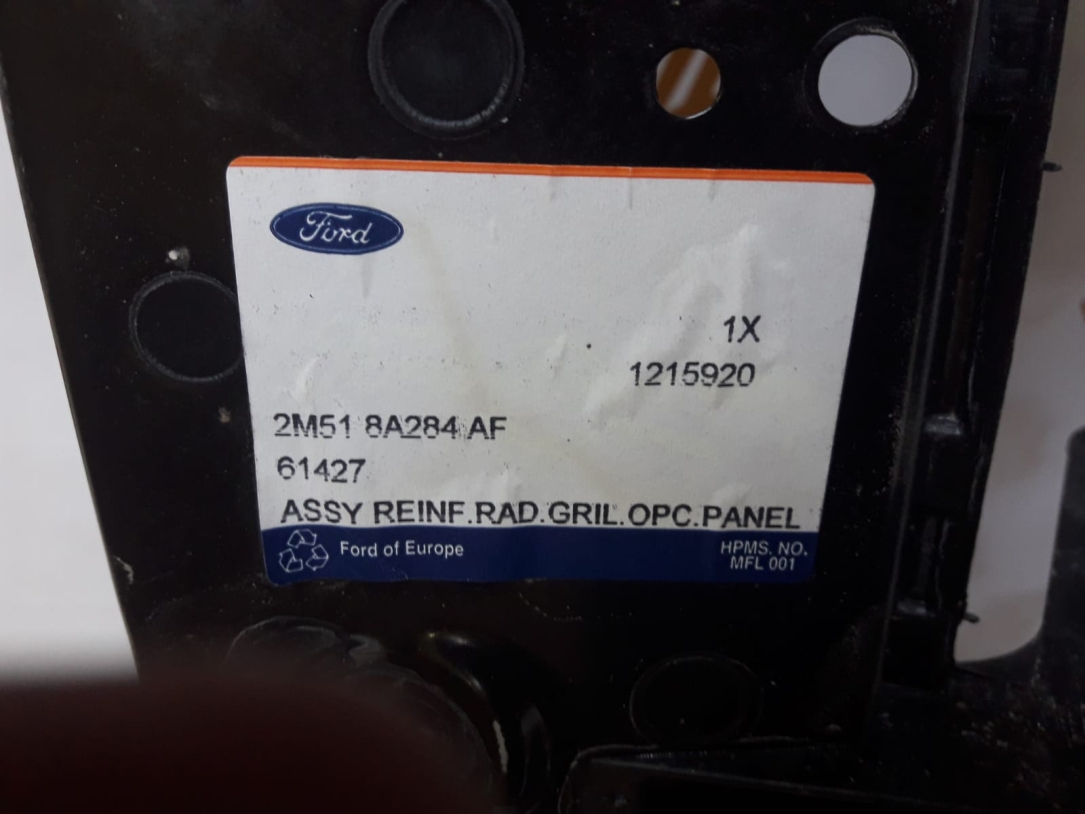 Ford
1X
1215920
2M51 8A284 AF
61427
ASSY REINF.RAD.GRIL.OPC.PANEL
Ford of Europe
HPMS. NO.
MFL 001